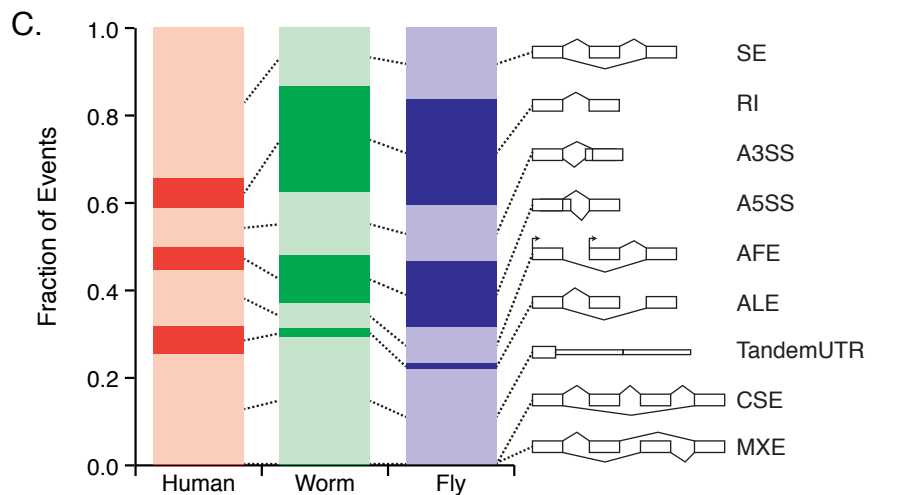 C.
Fraction of Events
1.0
0.8
0.6
0.4
0.2
0.0
Human Worm Fly
SE
RI
A3SS
A5SS
AFE
ALE
TandemUTR
CSE
MXE